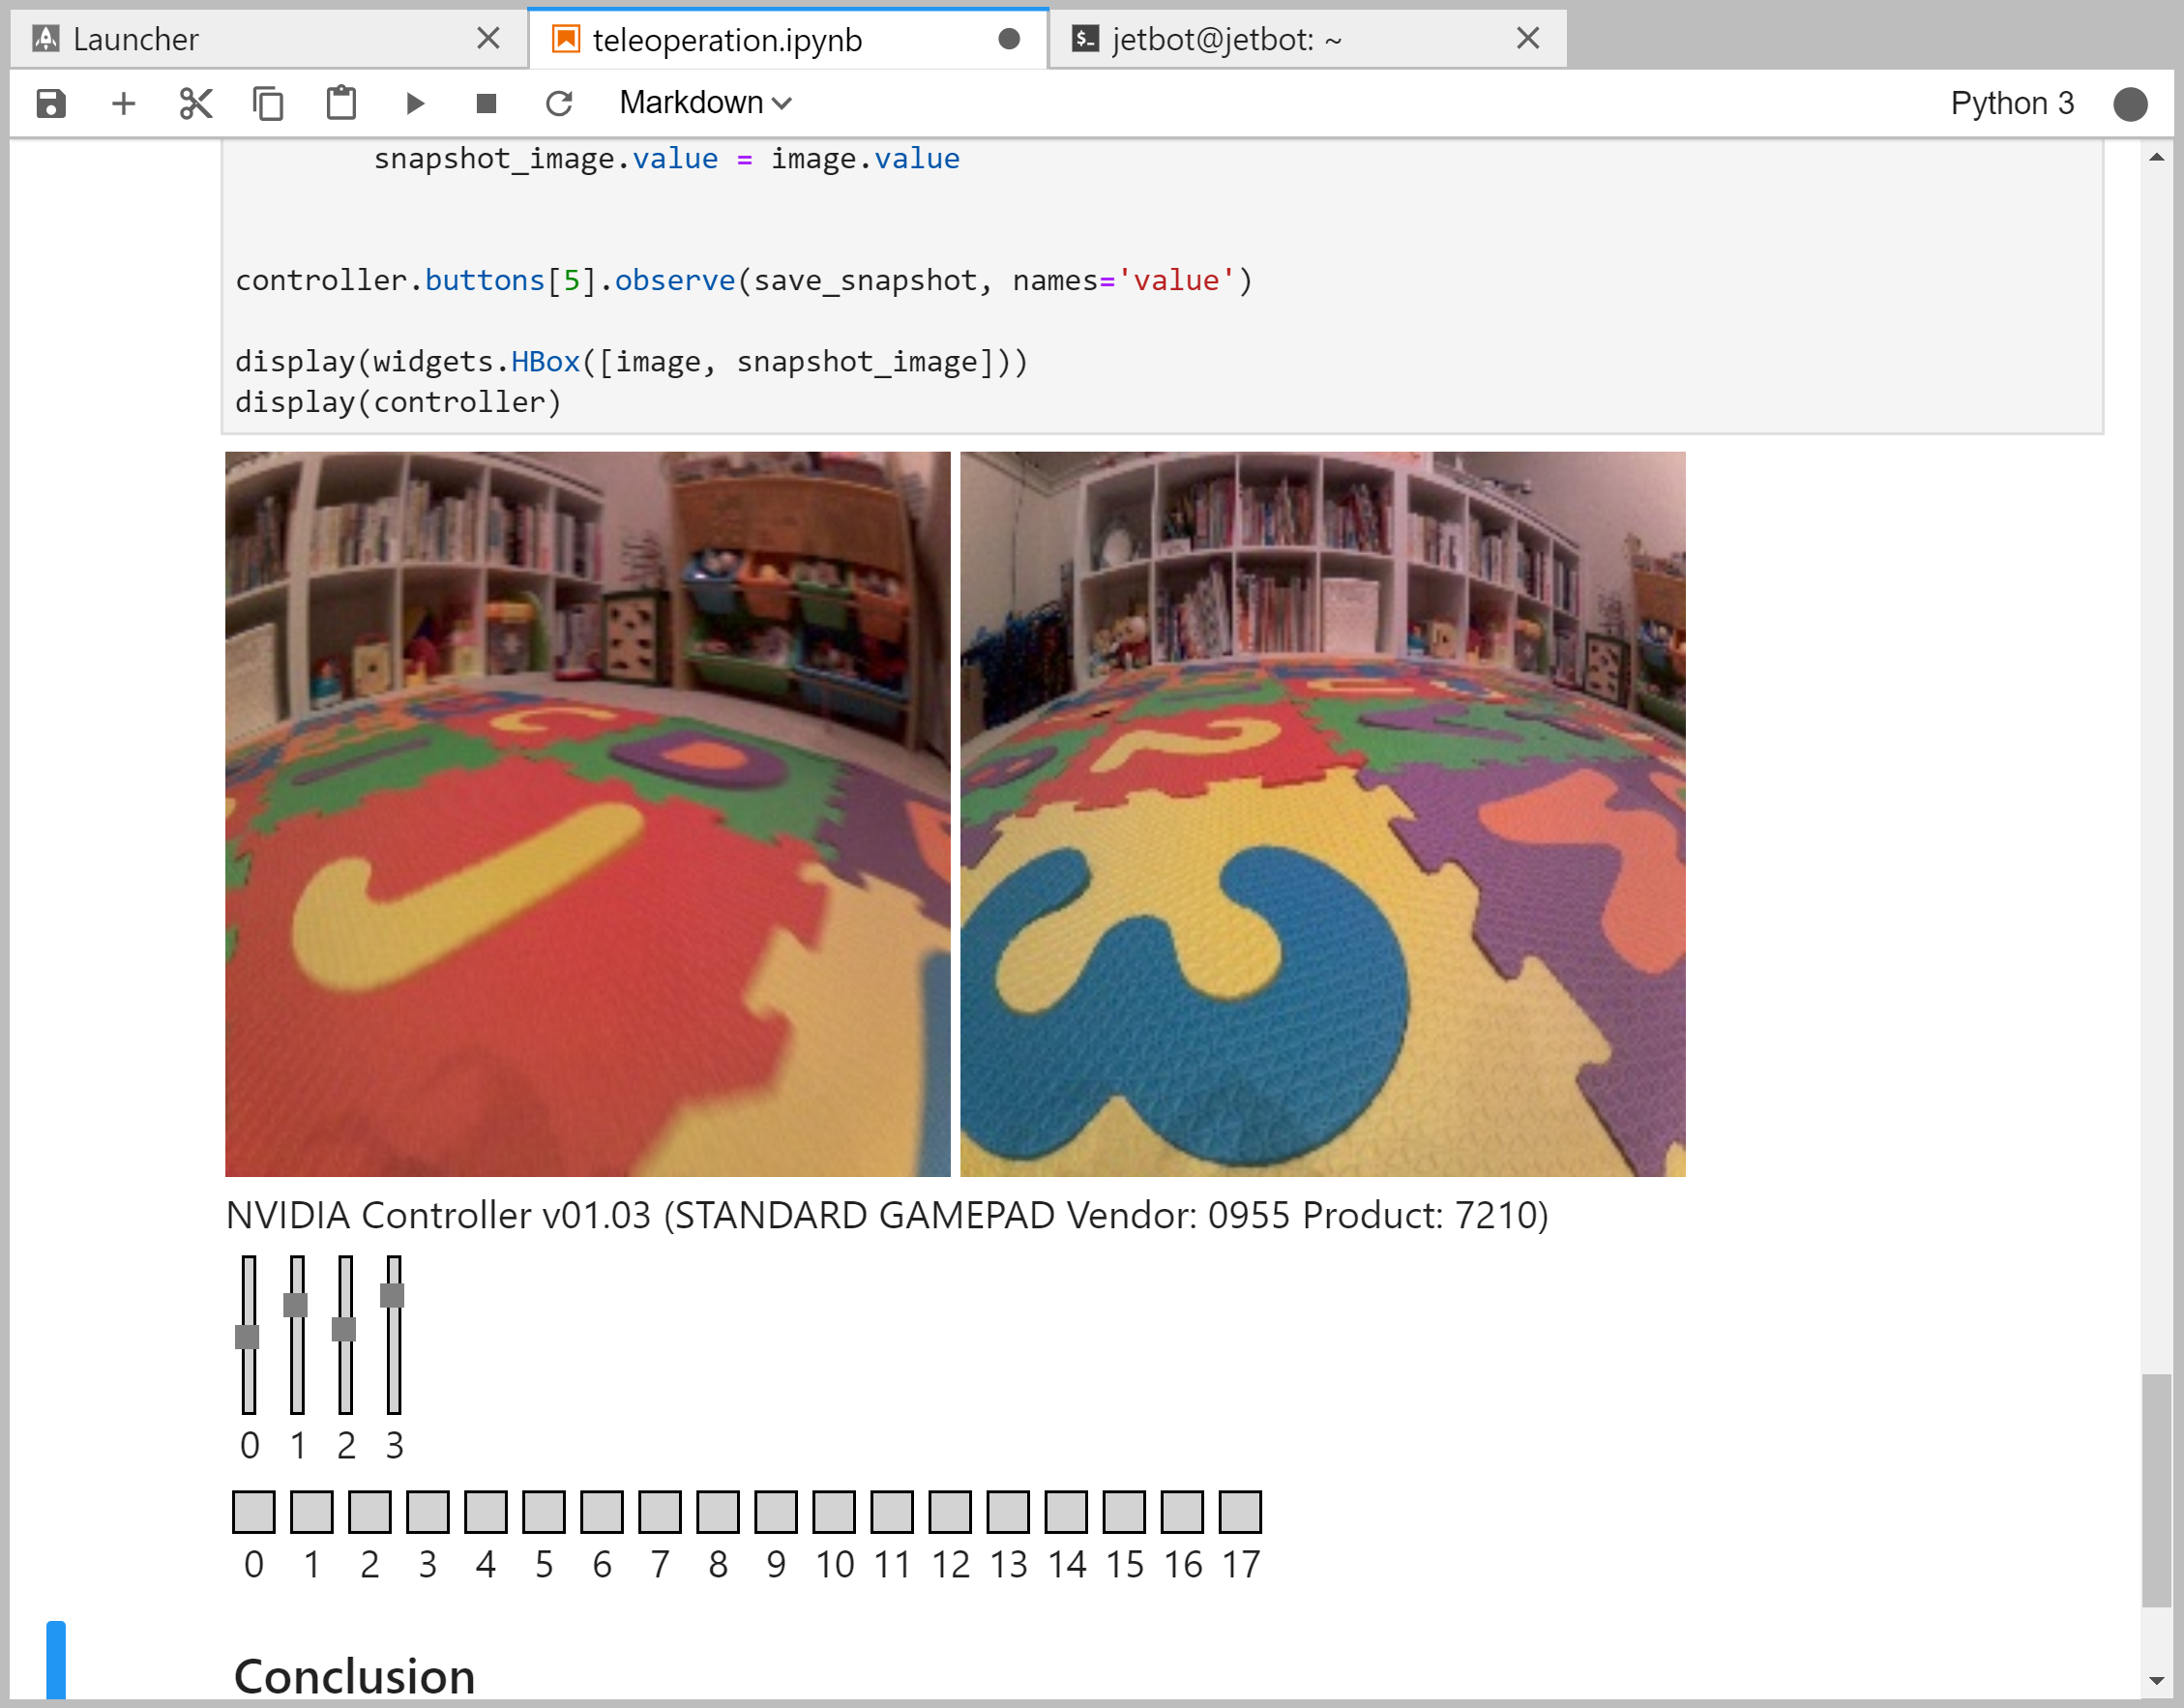 Launcher
teleoperation.ipynb
jetbot@jetbot: ~
Markdown
Python 3
snapshot_image.value = image.value
controller.buttons[5].observe(save_snapshot, names='value')
display(widgets.HBox([image, snapshot_image]))
display(controller)
C
I D
J
2
3
NVIDIA Controller v01.03 (STANDARD GAMEPAD Vendor: 0955 Product: 7210)
0 1 2 3
0 1 2 3 4 5 6 7 8 9 10 11 12 13 14 15 16 17
Conclusion